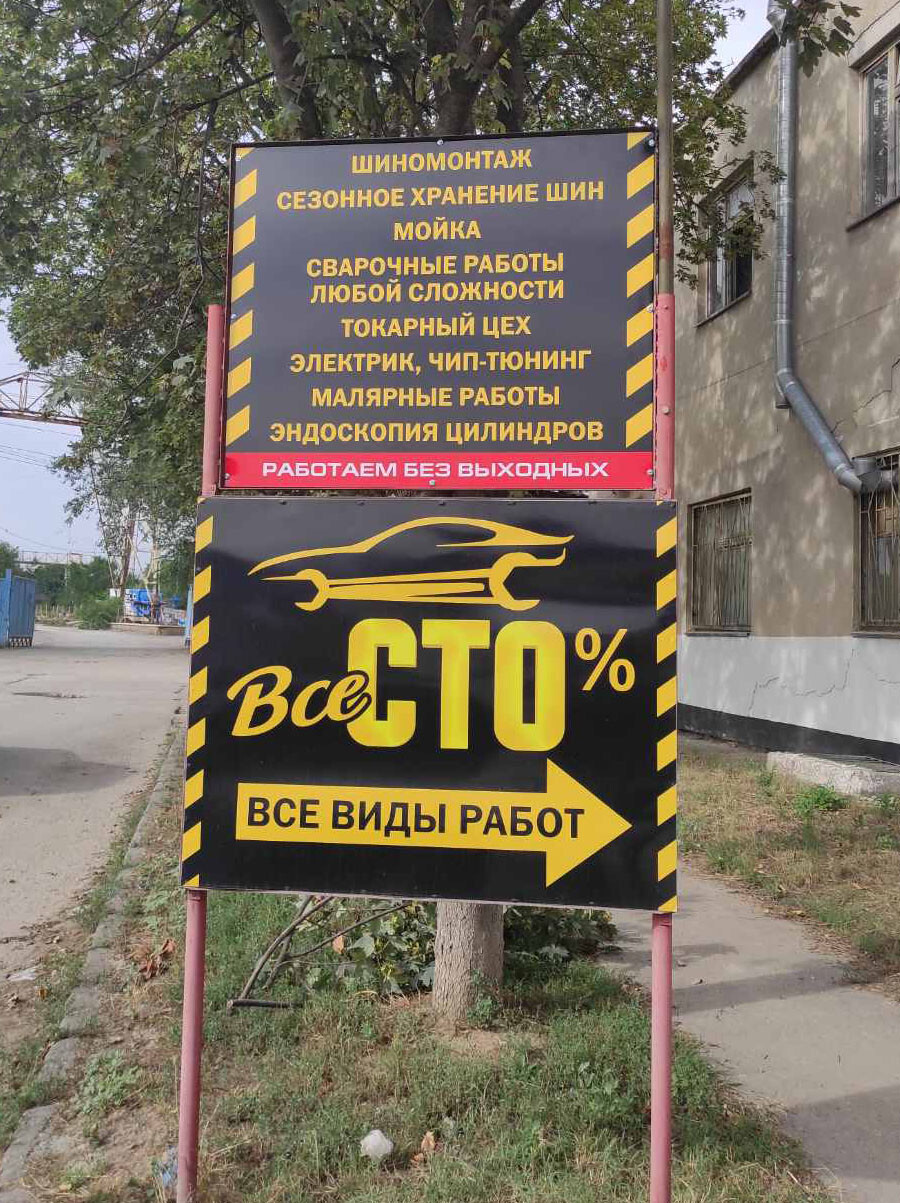 ШИНОМОНТАЖ
СЕЗОННОЕ ХРАНЕНИЕ ШИН
МОЙКА
СВАРОЧНЫЕ РАБОТЫ
ЛЮБОЙ СЛОЖНОСТИ
ТОКАРНЫЙ ЦЕХ
ЭЛЕКТРИК, ЧИП-ТЮНИНГ
МАЛЯРНЫЕ РАБОТЫ
ЭНДОСКОПИЯ ЦИЛИНДРОВ
РАБОТАЕМ БЕЗ ВЫХОДНЫХ
Все СТО %
ВСЕ ВИДЫ РАБОТ